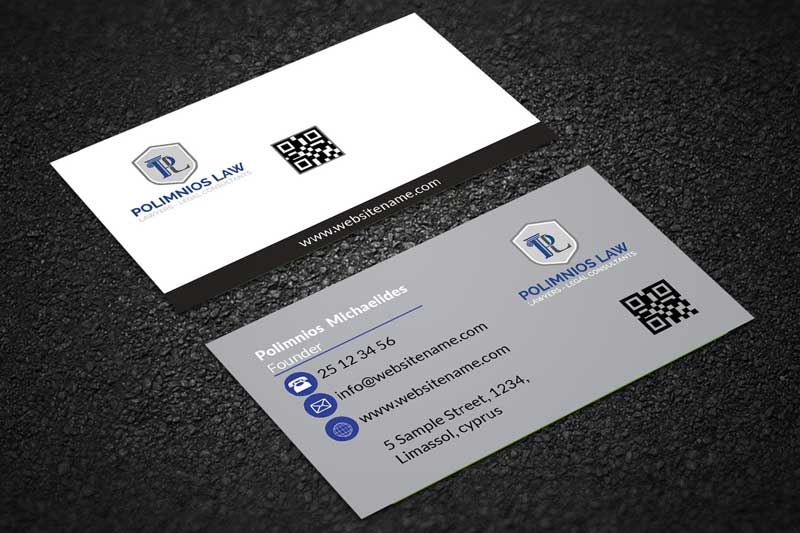 PL
POLIMNIOS LAW
LAWYERS - LEGAL CONSULTANTS
www.websitename.com
PL
POLIMNIOS LAW
LAWYERS - LEGAL CONSULTANTS
Polimnios Michaelides
Founder
25 12 34 56
info@websitename.com
www.websitename.com
5 Sample Street, 1234,
Limassol, cyprus